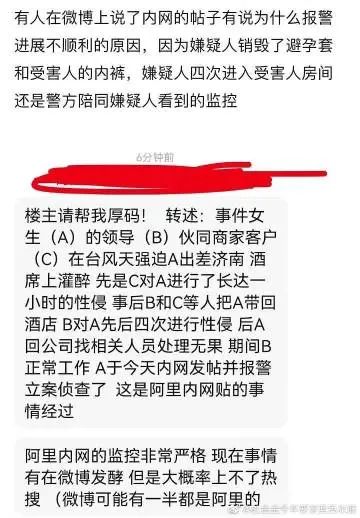 有人在微博上说了内网的帖子有说为什么报警
进展不顺利的原因，因为嫌疑人销毁了避孕套
和受害人的内裤，嫌疑人四次进入受害人房间
还是警方陪同嫌疑人看到的监控
6分钟前
楼主请帮我厚码！ 转述：事件女
生（A）的领导（B）伙同商家客户
（C）在台风天强迫A出差济南 酒
席上灌醉 先是C对A进行了长达一
小时的性侵 事后B和C等人把A带回
酒店 B对A先后四次进行性侵 后A
回公司找相关人员处理无果 期间B
正常工作 A于今天内网发帖并报警
立案侦查了 这是阿里内网贴的事
情经过
阿里内网的监控非常严格 现在事情
有在微博发酵 但是大概率上不了热
搜 （微博可能有一半都是阿里的